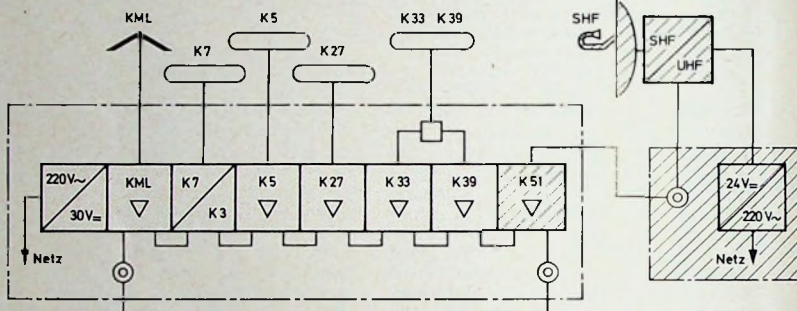 KML
K7
K5
K27
K33 K39
SHF
SHF
UHF
220V~
30V=
KML
K7
K3
K5
K27
K33
K39
K51
24V=
220V~
Netz
Netz